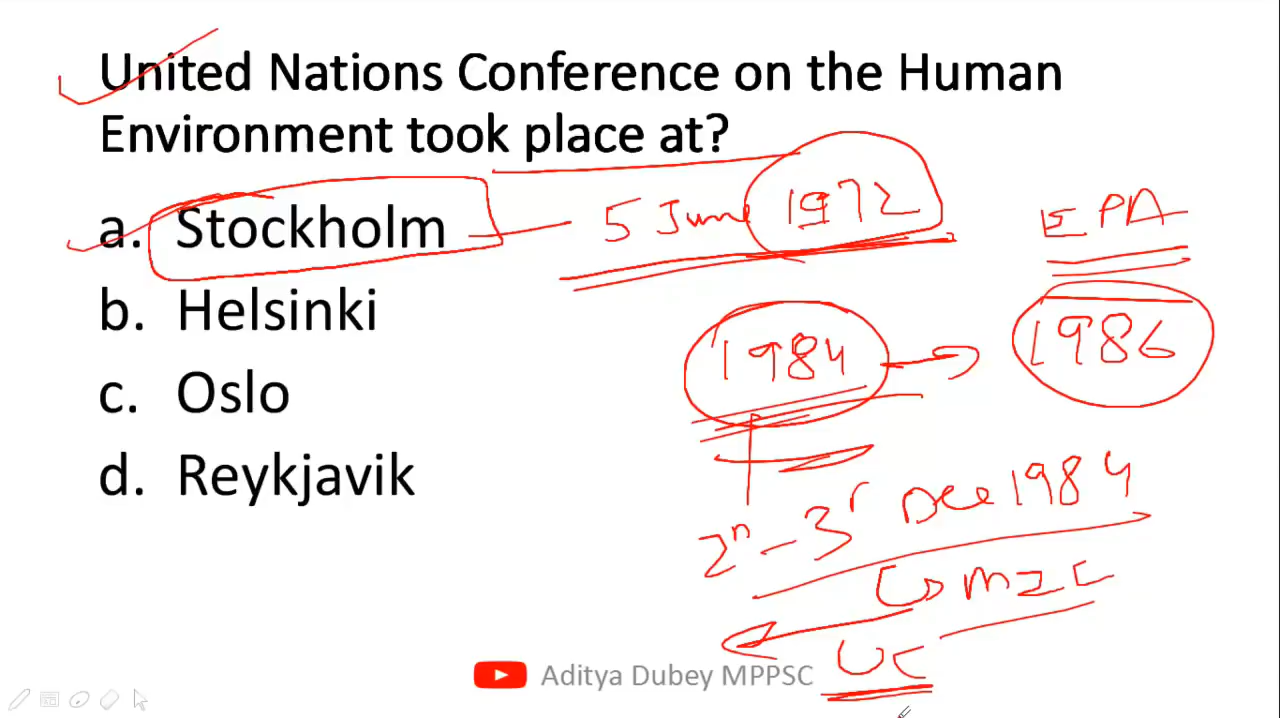 United Nations Conference on the Human
Environment took place at?
a. Stockholm
5 June 1972
EPA
b. Helsinki
1984
1986
c. Oslo
d. Reykjavik
2n - 3r Dec 1984
UC
Aditya Dubey MPPSC